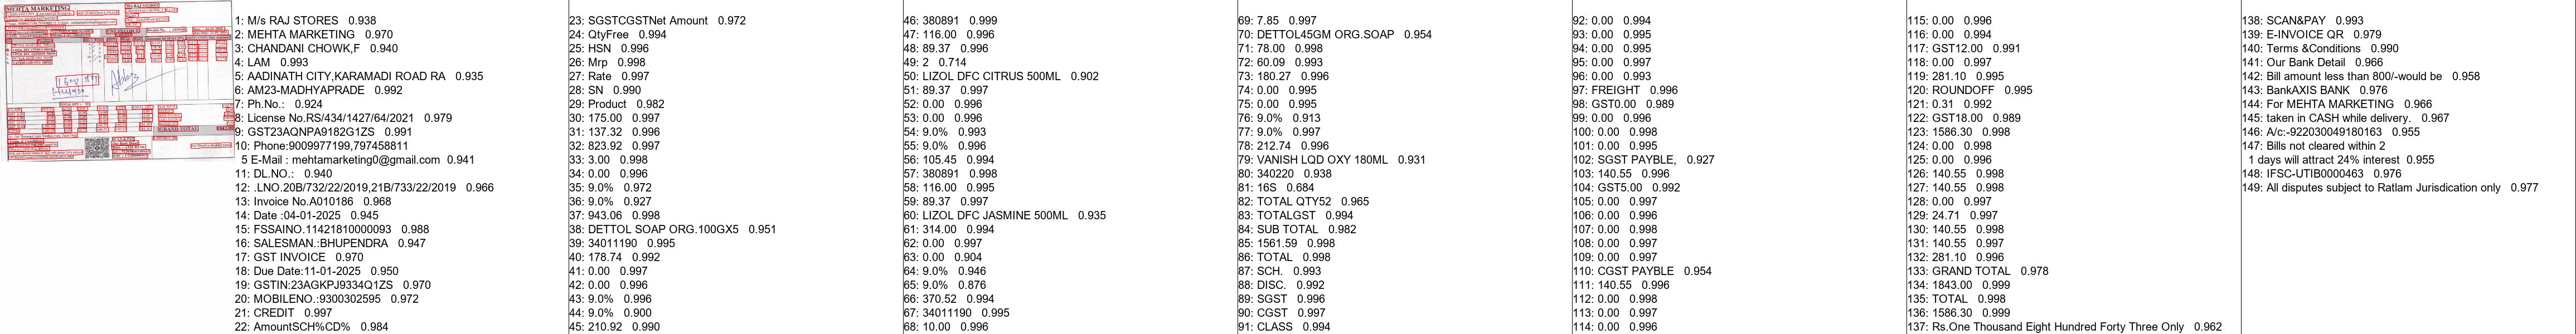 1: M/s RAJ STORES 0.938
2: MEHTA MARKETING 0.970
3: CHANDANI CHOWK,F 0.940
4: LAM 0.993
5: AADINATH CITY,KARAMADI ROAD RA 0.935
6: AM23-MADHYAPRADE 0.992
7: Ph.No.: 0.924
8: License No.RS/434/1427/64/2021 0.979
9: GST23AQNPA9182G1ZS 0.991
10: Phone:9009977199,797458811
5 E-Mail : mehtamarketing0@gmail.com 0.941
11: DL.NO.: 0.940
12: .LNO.20B/732/22/2019,21B/733/22/2019 0.966
13: Invoice No.A010186 0.968
14: Date :04-01-2025 0.945
15: FSSAINO.11421810000093 0.988
16: SALESMAN.:BHUPENDRA 0.947
17: GST INVOICE 0.970
18: Due Date:11-01-2025 0.950
19: GSTIN:23AGKPJ9334Q1ZS 0.970
20: MOBILENO.:9300302595 0.972
21: CREDIT 0.997
22: AmountSCH%CD% 0.984
23: SGSTCGSTNet Amount 0.972
24: QtyFree 0.994
25: HSN 0.996
26: Mrp 0.998
27: Rate 0.997
28: SN 0.990
29: Product 0.982
30: 175.00 0.997
31: 137.32 0.996
32: 823.92 0.997
33: 3.00 0.998
34: 0.00 0.996
35: 9.0% 0.972
36: 9.0% 0.927
37: 943.06 0.998
38: DETTOL SOAP ORG.100GX5 0.951
39: 34011190 0.995
40: 178.74 0.992
41: 0.00 0.997
42: 0.00 0.996
43: 9.0% 0.996
44: 9.0% 0.900
45: 210.92 0.990
46: 380891 0.999
47: 116.00 0.996
48: 89.37 0.996
49: 2 0.714
50: LIZOL DFC CITRUS 500ML 0.902
51: 89.37 0.997
52: 0.00 0.996
53: 0.00 0.996
54: 9.0% 0.993
55: 9.0% 0.996
56: 105.45 0.994
57: 380891 0.998
58: 116.00 0.995
59: 89.37 0.997
60: LIZOL DFC JASMINE 500ML 0.935
61: 314.00 0.994
62: 0.00 0.997
63: 0.00 0.904
64: 9.0% 0.946
65: 9.0% 0.876
66: 370.52 0.994
67: 34011190 0.995
68: 10.00 0.996
69: 7.85 0.997
70: DETTOL45GM ORG.SOAP 0.954
71: 78.00 0.998
72: 60.09 0.993
73: 180.27 0.996
74: 0.00 0.995
75: 0.00 0.995
76: 9.0% 0.913
77: 9.0% 0.997
78: 212.74 0.996
79: VANISH LQD OXY 180ML 0.931
80: 340220 0.938
81: 16S 0.684
82: TOTAL QTY52 0.965
83: TOTALGST 0.994
84: SUB TOTAL 0.982
85: 1561.59 0.998
86: TOTAL 0.998
87: SCH. 0.993
88: DISC. 0.992
89: SGST 0.996
90: CGST 0.997
91: CLASS 0.994
92: 0.00 0.994
93: 0.00 0.995
94: 0.00 0.995
95: 0.00 0.997
96: 0.00 0.993
97: FREIGHT 0.996
98: GST0.00 0.989
99: 0.00 0.996
100: 0.00 0.998
101: 0.00 0.995
102: SGST PAYBLE, 0.927
103: 140.55 0.996
104: GST5.00 0.992
105: 0.00 0.997
106: 0.00 0.996
107: 0.00 0.998
108: 0.00 0.997
109: 0.00 0.997
110: CGST PAYBLE 0.954
111: 140.55 0.996
112: 0.00 0.998
113: 0.00 0.997
114: 0.00 0.996
115: 0.00 0.996
116: 0.00 0.994
117: GST12.00 0.991
118: 0.00 0.997
119: 281.10 0.995
120: ROUNDOFF 0.995
121: 0.31 0.992
122: GST18.00 0.989
123: 1586.30 0.998
124: 0.00 0.998
125: 0.00 0.996
126: 140.55 0.998
127: 140.55 0.998
128: 0.00 0.997
129: 24.71 0.997
130: 140.55 0.998
131: 140.55 0.997
132: 281.10 0.996
133: GRAND TOTAL 0.978
134: 1843.00 0.999
135: TOTAL 0.998
136: 1586.30 0.999
137: Rs.One Thousand Eight Hundred Forty Three Only 0.962
138: SCAN&PAY 0.993
139: E-INVOICE QR 0.979
140: Terms &Conditions 0.990
141: Our Bank Detail 0.966
142: Bill amount less than 800/-would be 0.958
143: BankAXIS BANK 0.976
144: For MEHTA MARKETING 0.966
145: taken in CASH while delivery. 0.967
146: A/c:-922030049180163 0.955
147: Bills not cleared within 2
1 days will attract 24% interest 0.955
148: IFSC-UTIB0000463 0.976
149: All disputes subject to Ratlam Jurisdication only 0.977